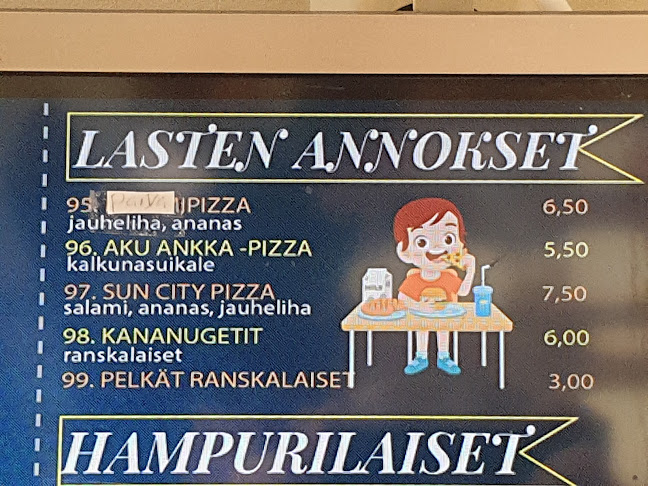 LASTEN ANNOKSET
95. Päivän PIZZA 6,50
jauheliha, ananas
96. AKU ANKKA -PIZZA 5,50
kalkunasuikale
97. SUN CITY PIZZA 7,50
salami, ananas, jauheliha
98. KANANUGETIT 6,00
ranskalaiset
99. PELKÄT RANSKALAISET 3,00
HAMPURILAISET